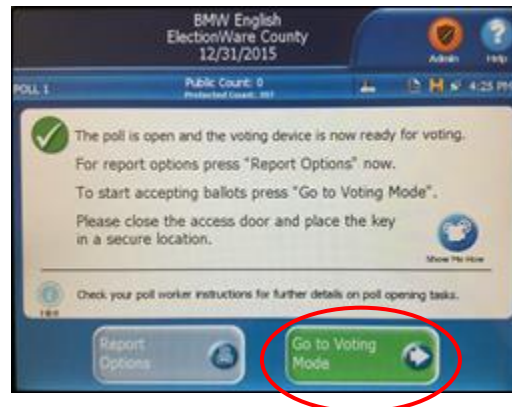 BMW English
ElectionWare County
12/31/2015
Admin
Help
POLL 1
Public Count: 0
Protected Count:
4:25 PM
The poll is open and the voting device is now ready for voting.
For report options press "Report Options" now.
To start accepting ballots press "Go to Voting Mode".
Please close the access door and place the key
in a secure location.
Show Me How
Check your poll worker instructions for further details on poll opening tasks.
Report
Options
Go to Voting
Mode